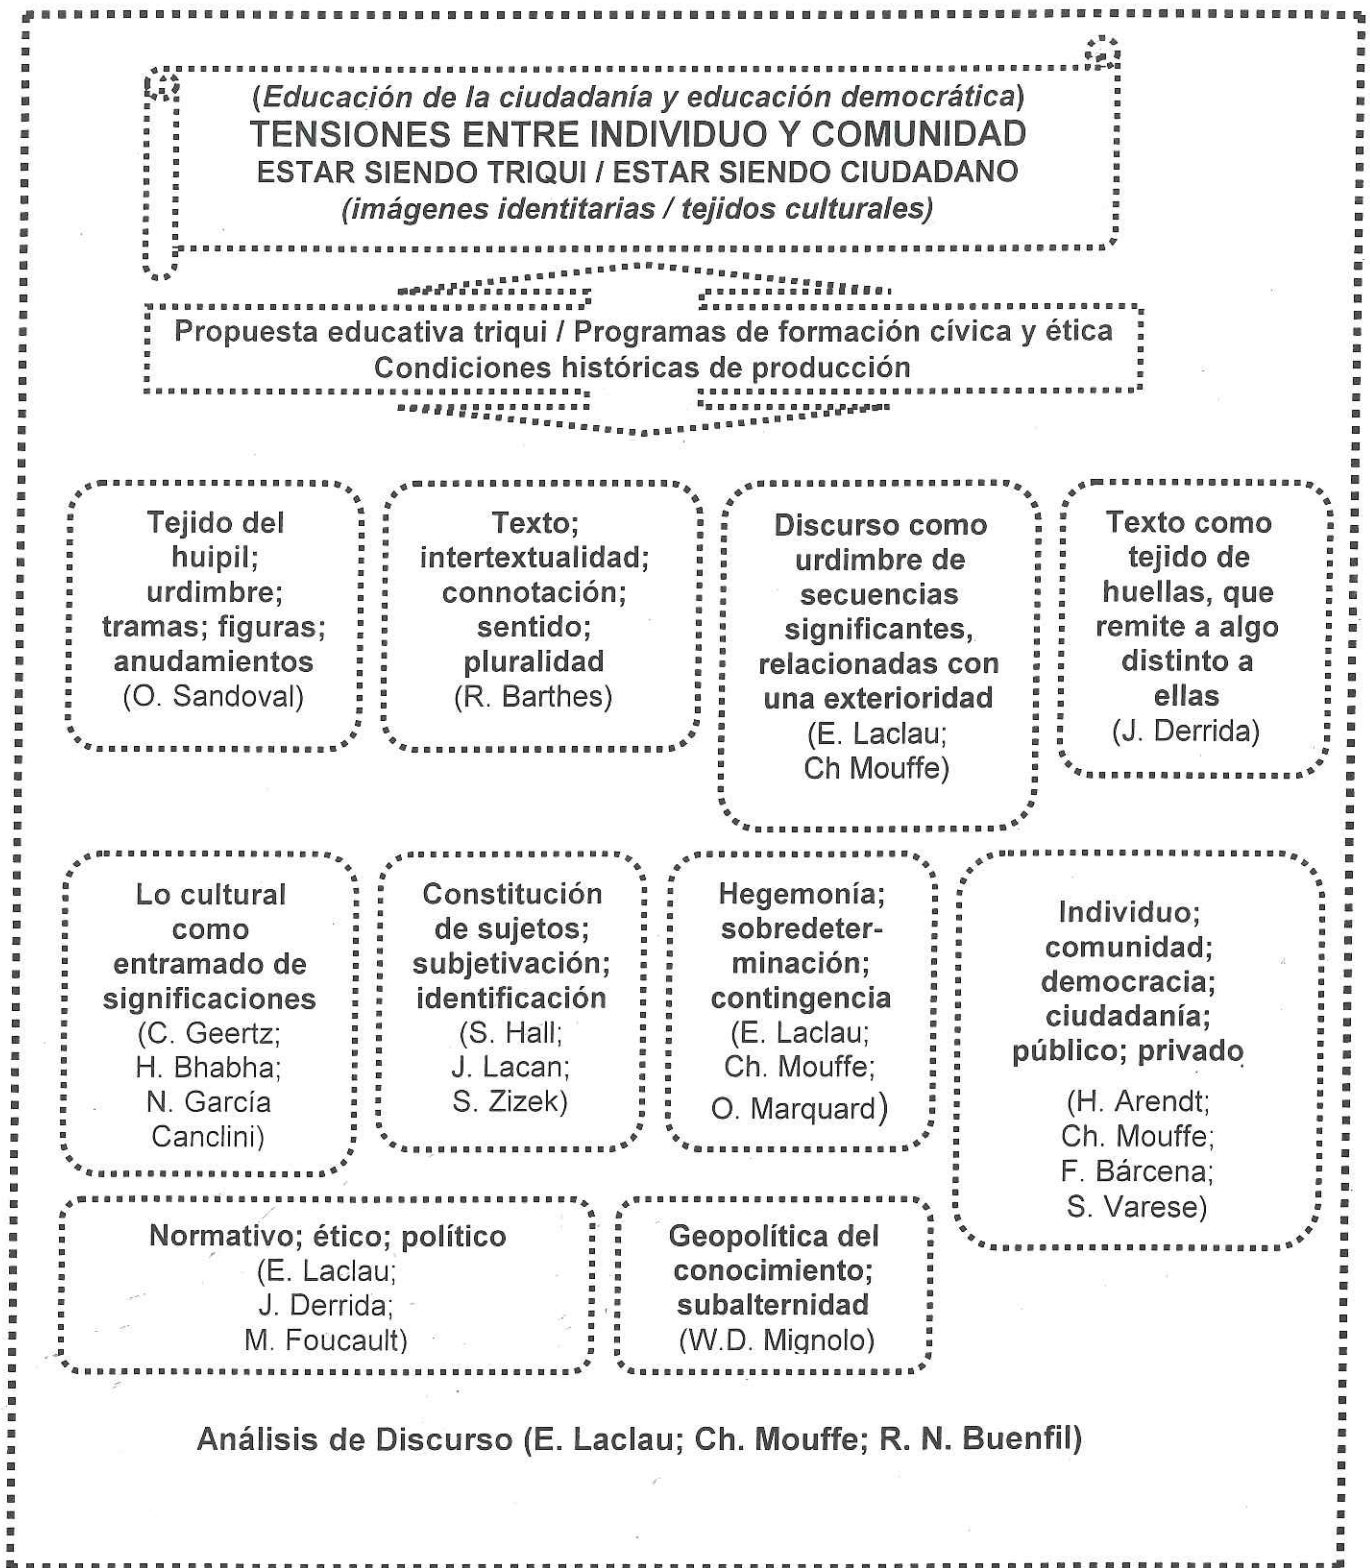 (Educación de la ciudadanía y educación democrática)
TENSIONES ENTRE INDIVIDUO Y COMUNIDAD
ESTAR SIENDO TRIQUI / ESTAR SIENDO CIUDADANO
(imágenes identitarias / tejidos culturales)
Propuesta educativa triqui / Programas de formación cívica y ética
Condiciones históricas de producción
Tejido del
huipil;
urdimbre;
tramas; figuras;
anudamientos
(O. Sandoval)
Texto;
intertextualidad;
connotación;
sentido;
pluralidad
(R. Barthes)
Discurso como
urdimbre de
secuencias
significantes,
relacionadas con
una exterioridad
(E. Laclau;
Ch Mouffe)
Texto como
tejido de
huellas, que
remite a algo
distinto a
ellas
(J. Derrida)
Lo cultural
como
entramado de
significaciones
(C. Geertz;
H. Bhabha;
N. García
Canclini)
Constitución
de sujetos;
subjetivación;
identificación
(S. Hall;
J. Lacan;
S. Zizek)
Hegemonía;
sobredeter-
minación;
contingencia
(E. Laclau;
Ch. Mouffe;
O. Marquard)
Individuo;
comunidad;
democracia;
ciudadanía;
público; privado
(H. Arendt;
Ch. Mouffe;
F. Bárcena;
S. Varese)
Normativo; ético; político
(E. Laclau;
J. Derrida;
M. Foucault)
Geopolítica del
conocimiento;
subalternidad
(W.D. Mignolo)
Análisis de Discurso (E. Laclau; Ch. Mouffe; R. N. Buenfil)